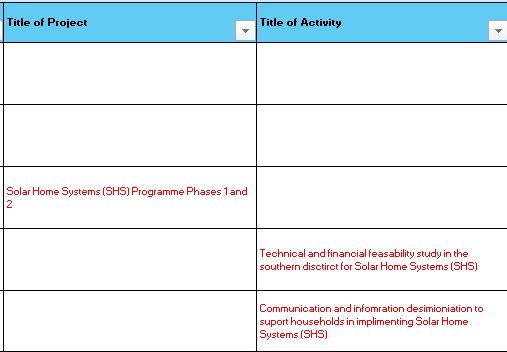 Title of Project
Title of Activity
Solar Home Systems (SHS) Programme Phases 1 and
2
Technical and financial feasability study in the
southern disctirct for Solar Home Systems (SHS)
Communication and infomration desimioniation to
suport households in implimenting Solar Home
Systems (SHS)